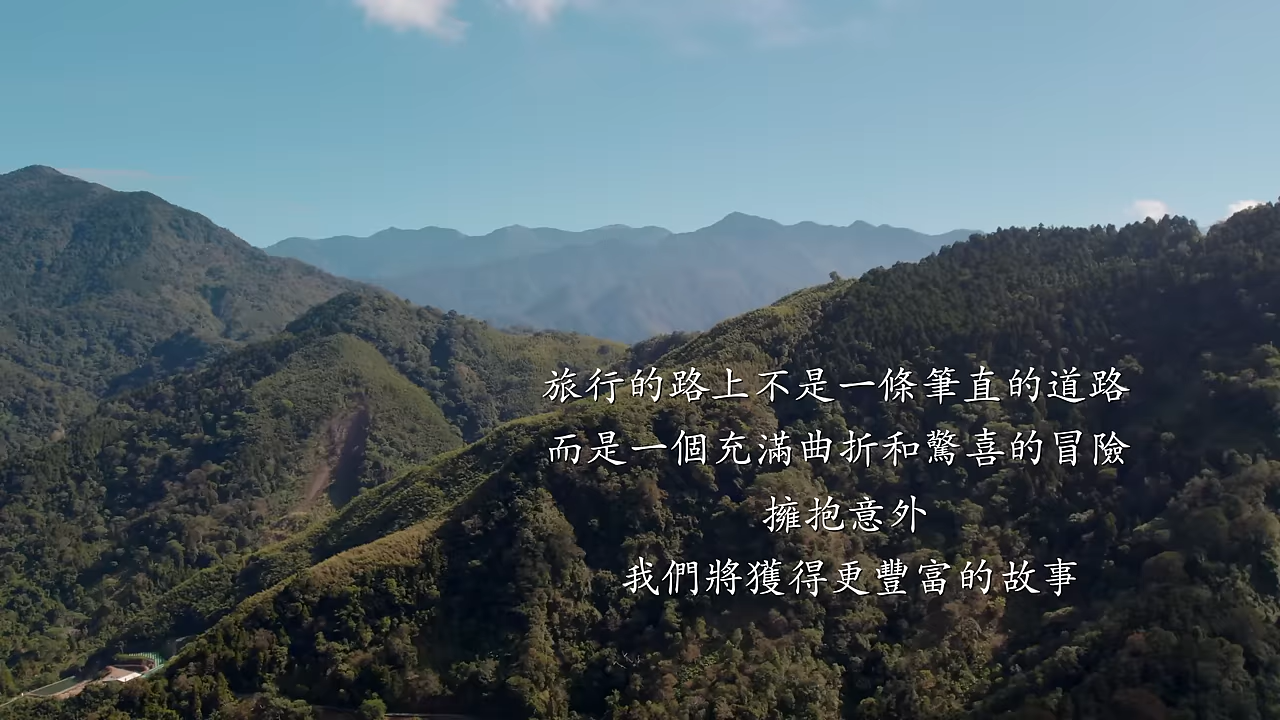 旅行的路上不是一條筆直的道路
而是一個充滿曲折和驚喜的冒險
擁抱意外
我們將獲得更豐富的故事